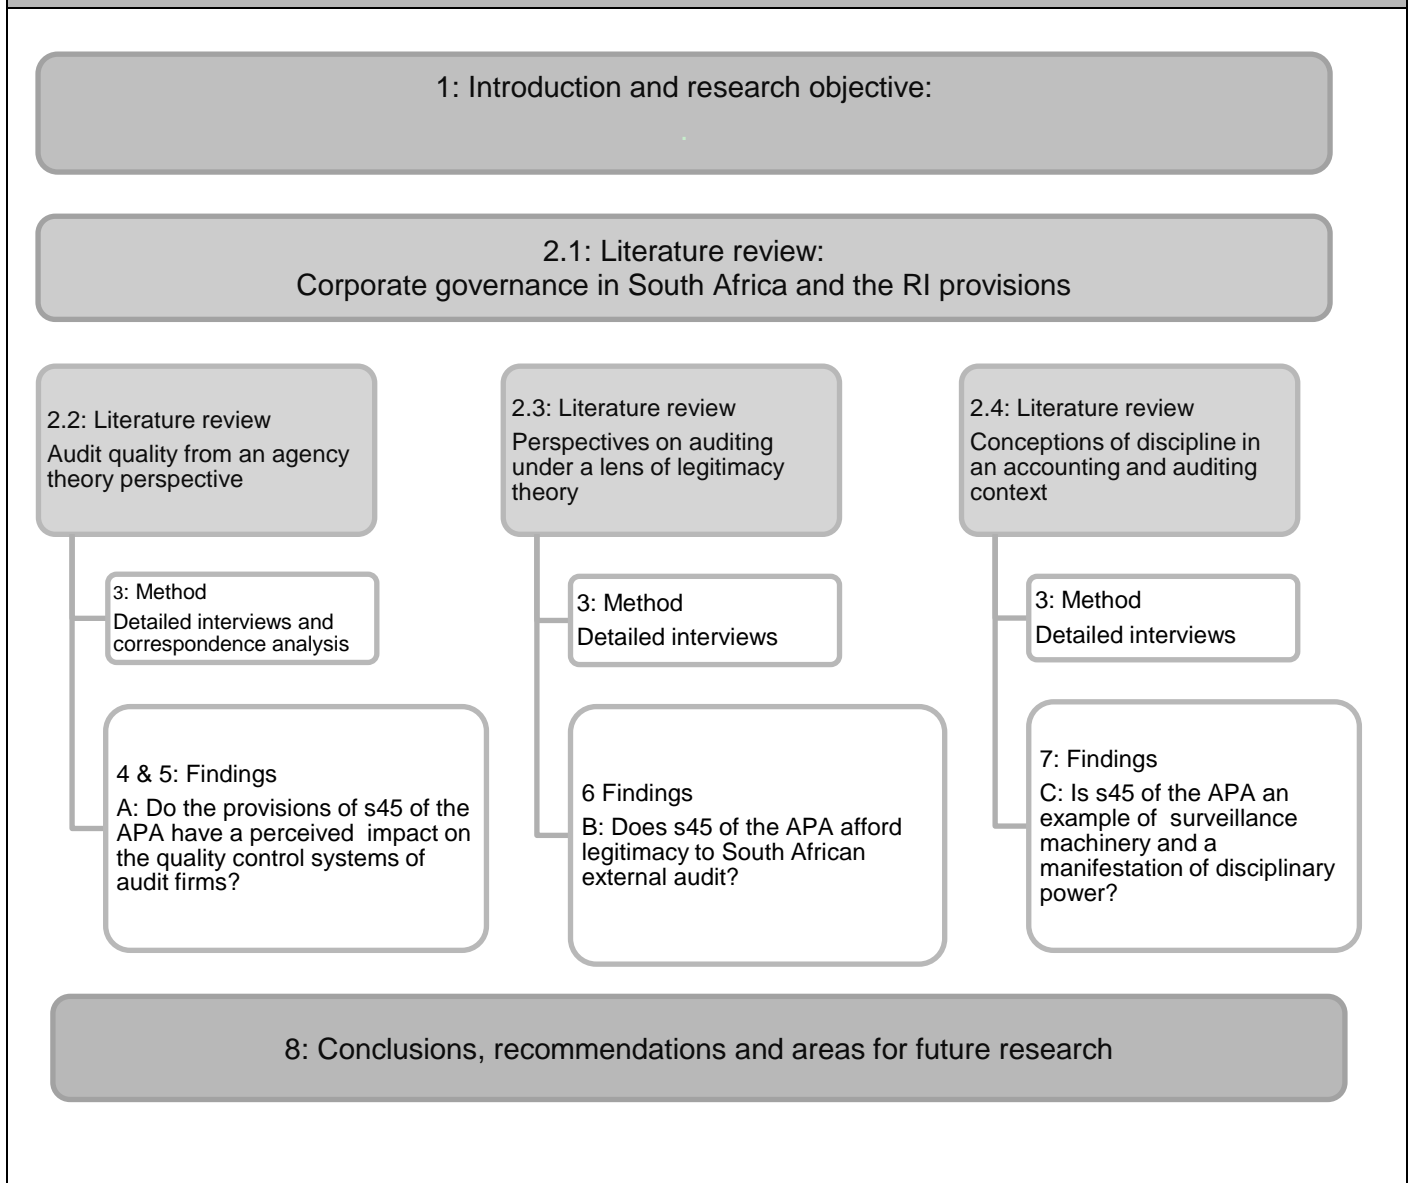 1: Introduction and research objective:
.
2.1: Literature review:
Corporate governance in South Africa and the RI provisions
2.2: Literature review
Audit quality from an agency
theory perspective
3: Method
Detailed interviews and
correspondence analysis
4 & 5: Findings
A: Do the provisions of s45 of the
APA have a perceived  impact on
the quality control systems of
audit firms?
2.3: Literature review
Perspectives on auditing
under a lens of legitimacy
theory
3: Method
Detailed interviews
6 Findings
B: Does s45 of the APA afford
legitimacy to South African
external audit?
2.4: Literature review
Conceptions of discipline in
an accounting and auditing
context
3: Method
Detailed interviews
7: Findings
C: Is s45 of the APA an
example of  surveillance
machinery and a
manifestation of disciplinary
power?
8: Conclusions, recommendations and areas for future research